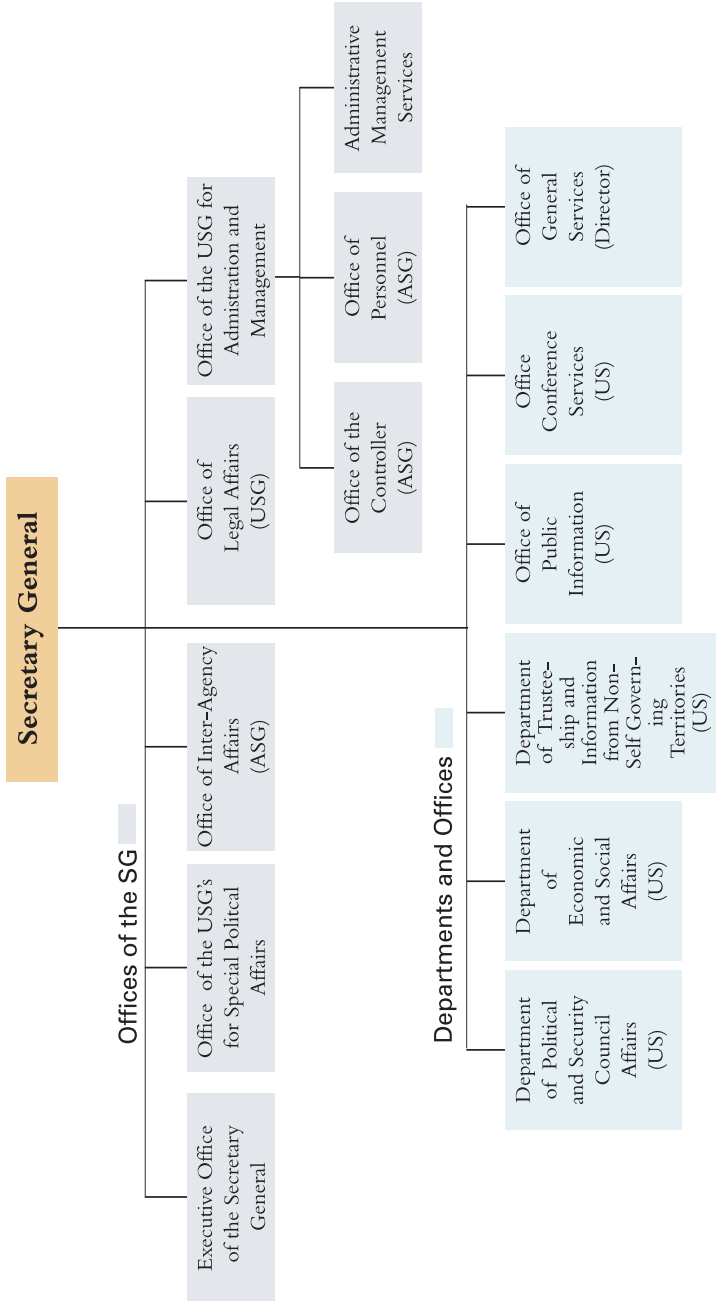 Secretary General
Offices of the SG
Executive Office
of the Secretary
General
Office of the USG's
for Special Politcal
Affairs
Office of Inter-Agency
Affairs
(ASG)
Office of
Legal Affairs
(USG)
Office of the USG for
Admistration and
Management
Office of the
Controller
(ASG)
Office of
Personnel
(ASG)
Administrative
Management
Services
Departments and Offices
Department
of Political
and Security
Council
Affairs
(US)
Department
of
Economic
and Social
Affairs
(US)
Department
of Trustee-
ship and
Information
from Non-
Self Govern-
ing
Territories
(US)
Office of
Public
Information
(US)
Office
Conference
Services
(US)
Office of
General
Services
(Director)